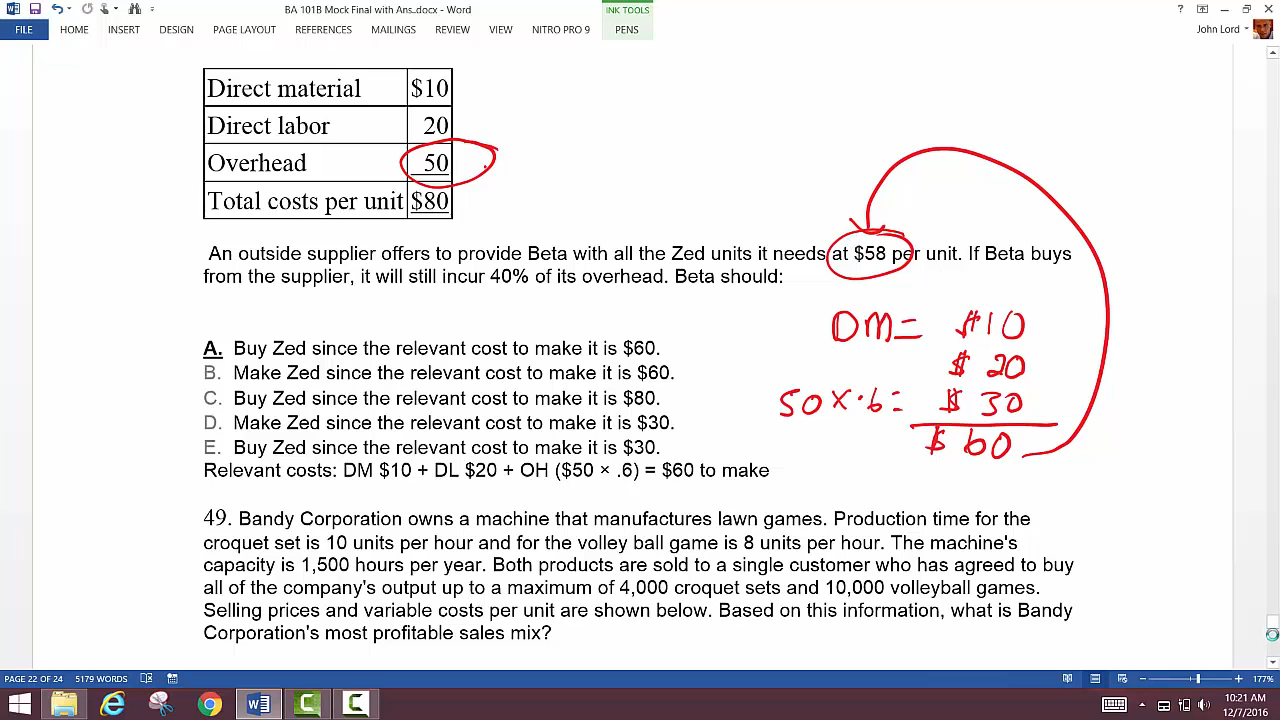 BA 101B Mock Final with Ans..docx - Word
INK TOOLS
FILE HOME INSERT DESIGN PAGE LAYOUT REFERENCES MAILINGS REVIEW VIEW NITRO PRO 9 PENS
John Lord
Direct material $10
Direct labor 20
Overhead 50
Total costs per unit $80
An outside supplier offers to provide Beta with all the Zed units it needs at $58 per unit. If Beta buys
from the supplier, it will still incur 40% of its overhead. Beta should:
DM= $10
$ 20
50 X .6= $ 30
$ 60
A. Buy Zed since the relevant cost to make it is $60.
B. Make Zed since the relevant cost to make it is $60.
C. Buy Zed since the relevant cost to make it is $80.
D. Make Zed since the relevant cost to make it is $30.
E. Buy Zed since the relevant cost to make it is $30.
Relevant costs: DM $10 + DL $20 + OH ($50 × .6) = $60 to make
49. Bandy Corporation owns a machine that manufactures lawn games. Production time for the
croquet set is 10 units per hour and for the volley ball game is 8 units per hour. The machine's
capacity is 1,500 hours per year. Both products are sold to a single customer who has agreed to buy
all of the company's output up to a maximum of 4,000 croquet sets and 10,000 volleyball games.
Selling prices and variable costs per unit are shown below. Based on this information, what is Bandy
Corporation's most profitable sales mix?
PAGE 22 OF 24 5179 WORDS 177%
10:21 AM
12/7/2016